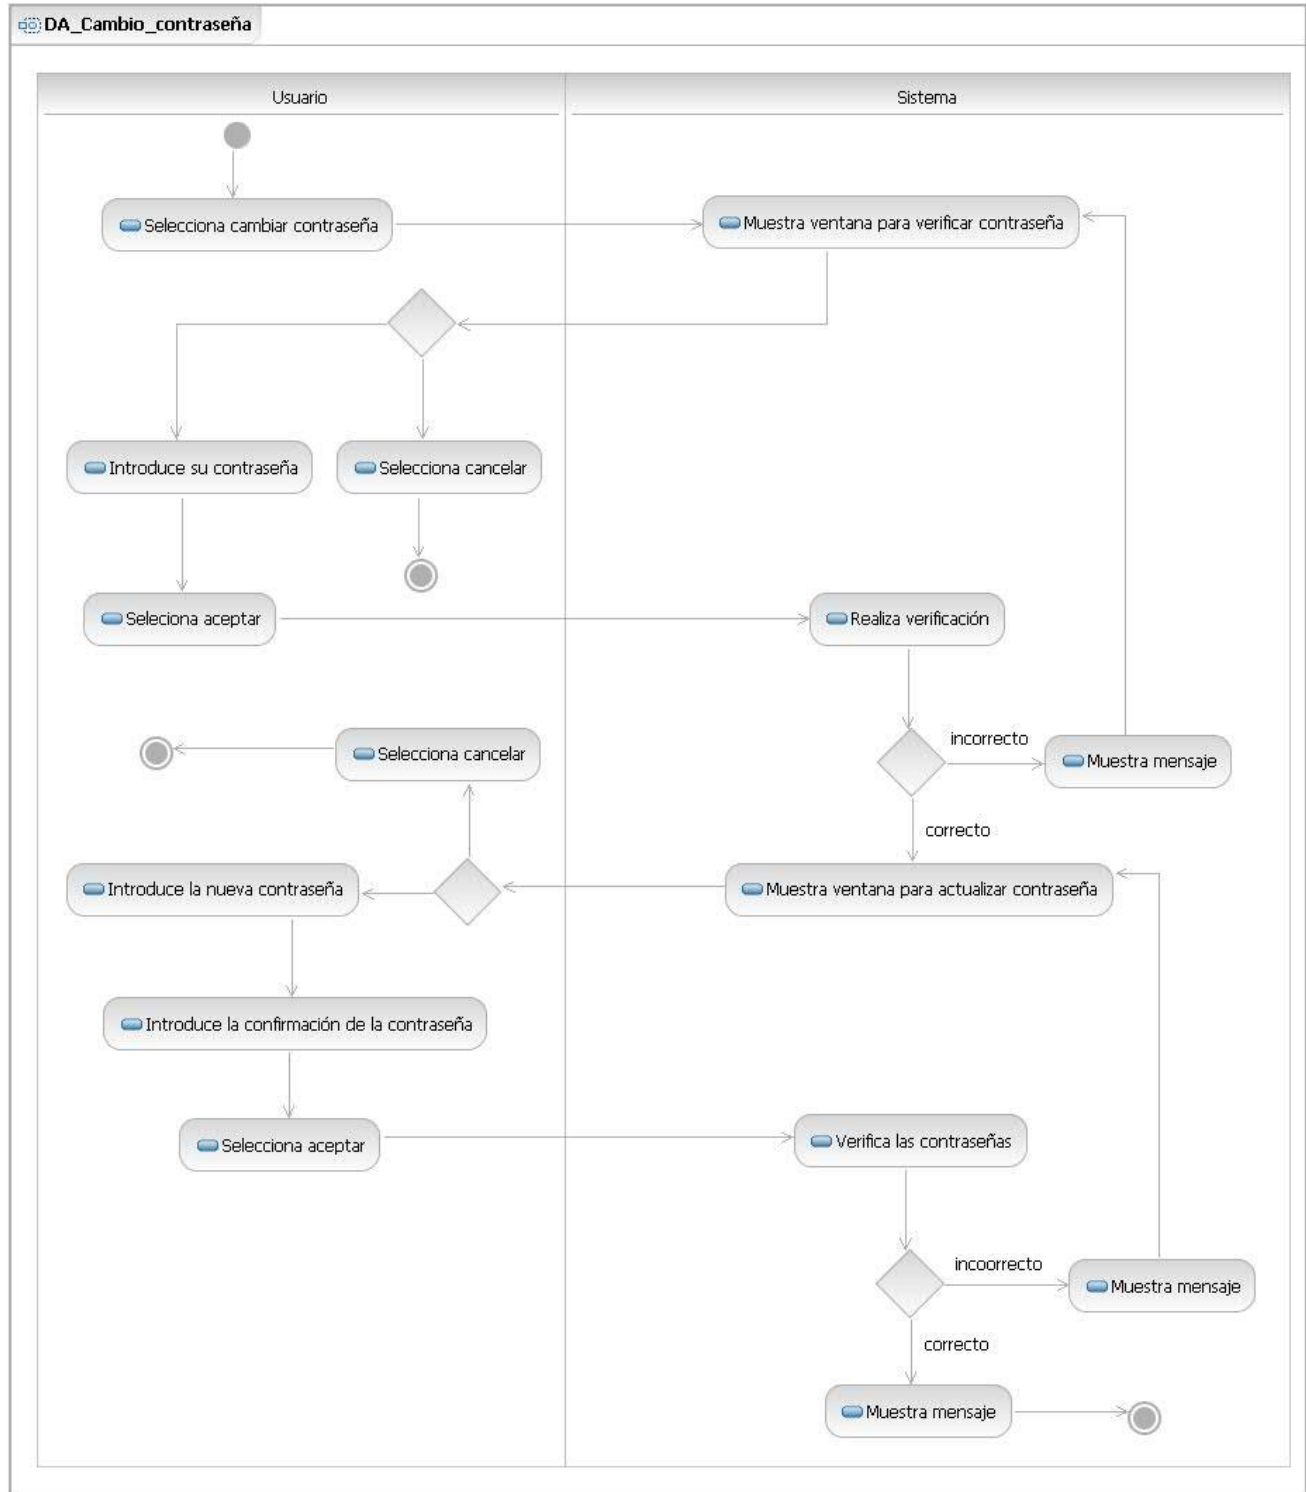 DA_Cambio_contraseña
Usuario
Sistema
Selecciona cambiar contraseña
Muestra ventana para verificar contraseña
Introduce su contraseña
Selecciona cancelar
Seleciona aceptar
Realiza verificación
Selecciona cancelar
incorrecto
Muestra mensaje
correcto
Introduce la nueva contraseña
Muestra ventana para actualizar contraseña
Introduce la confirmación de la contraseña
Selecciona aceptar
Verifica las contraseñas
incoorrecto
Muestra mensaje
correcto
Muestra mensaje